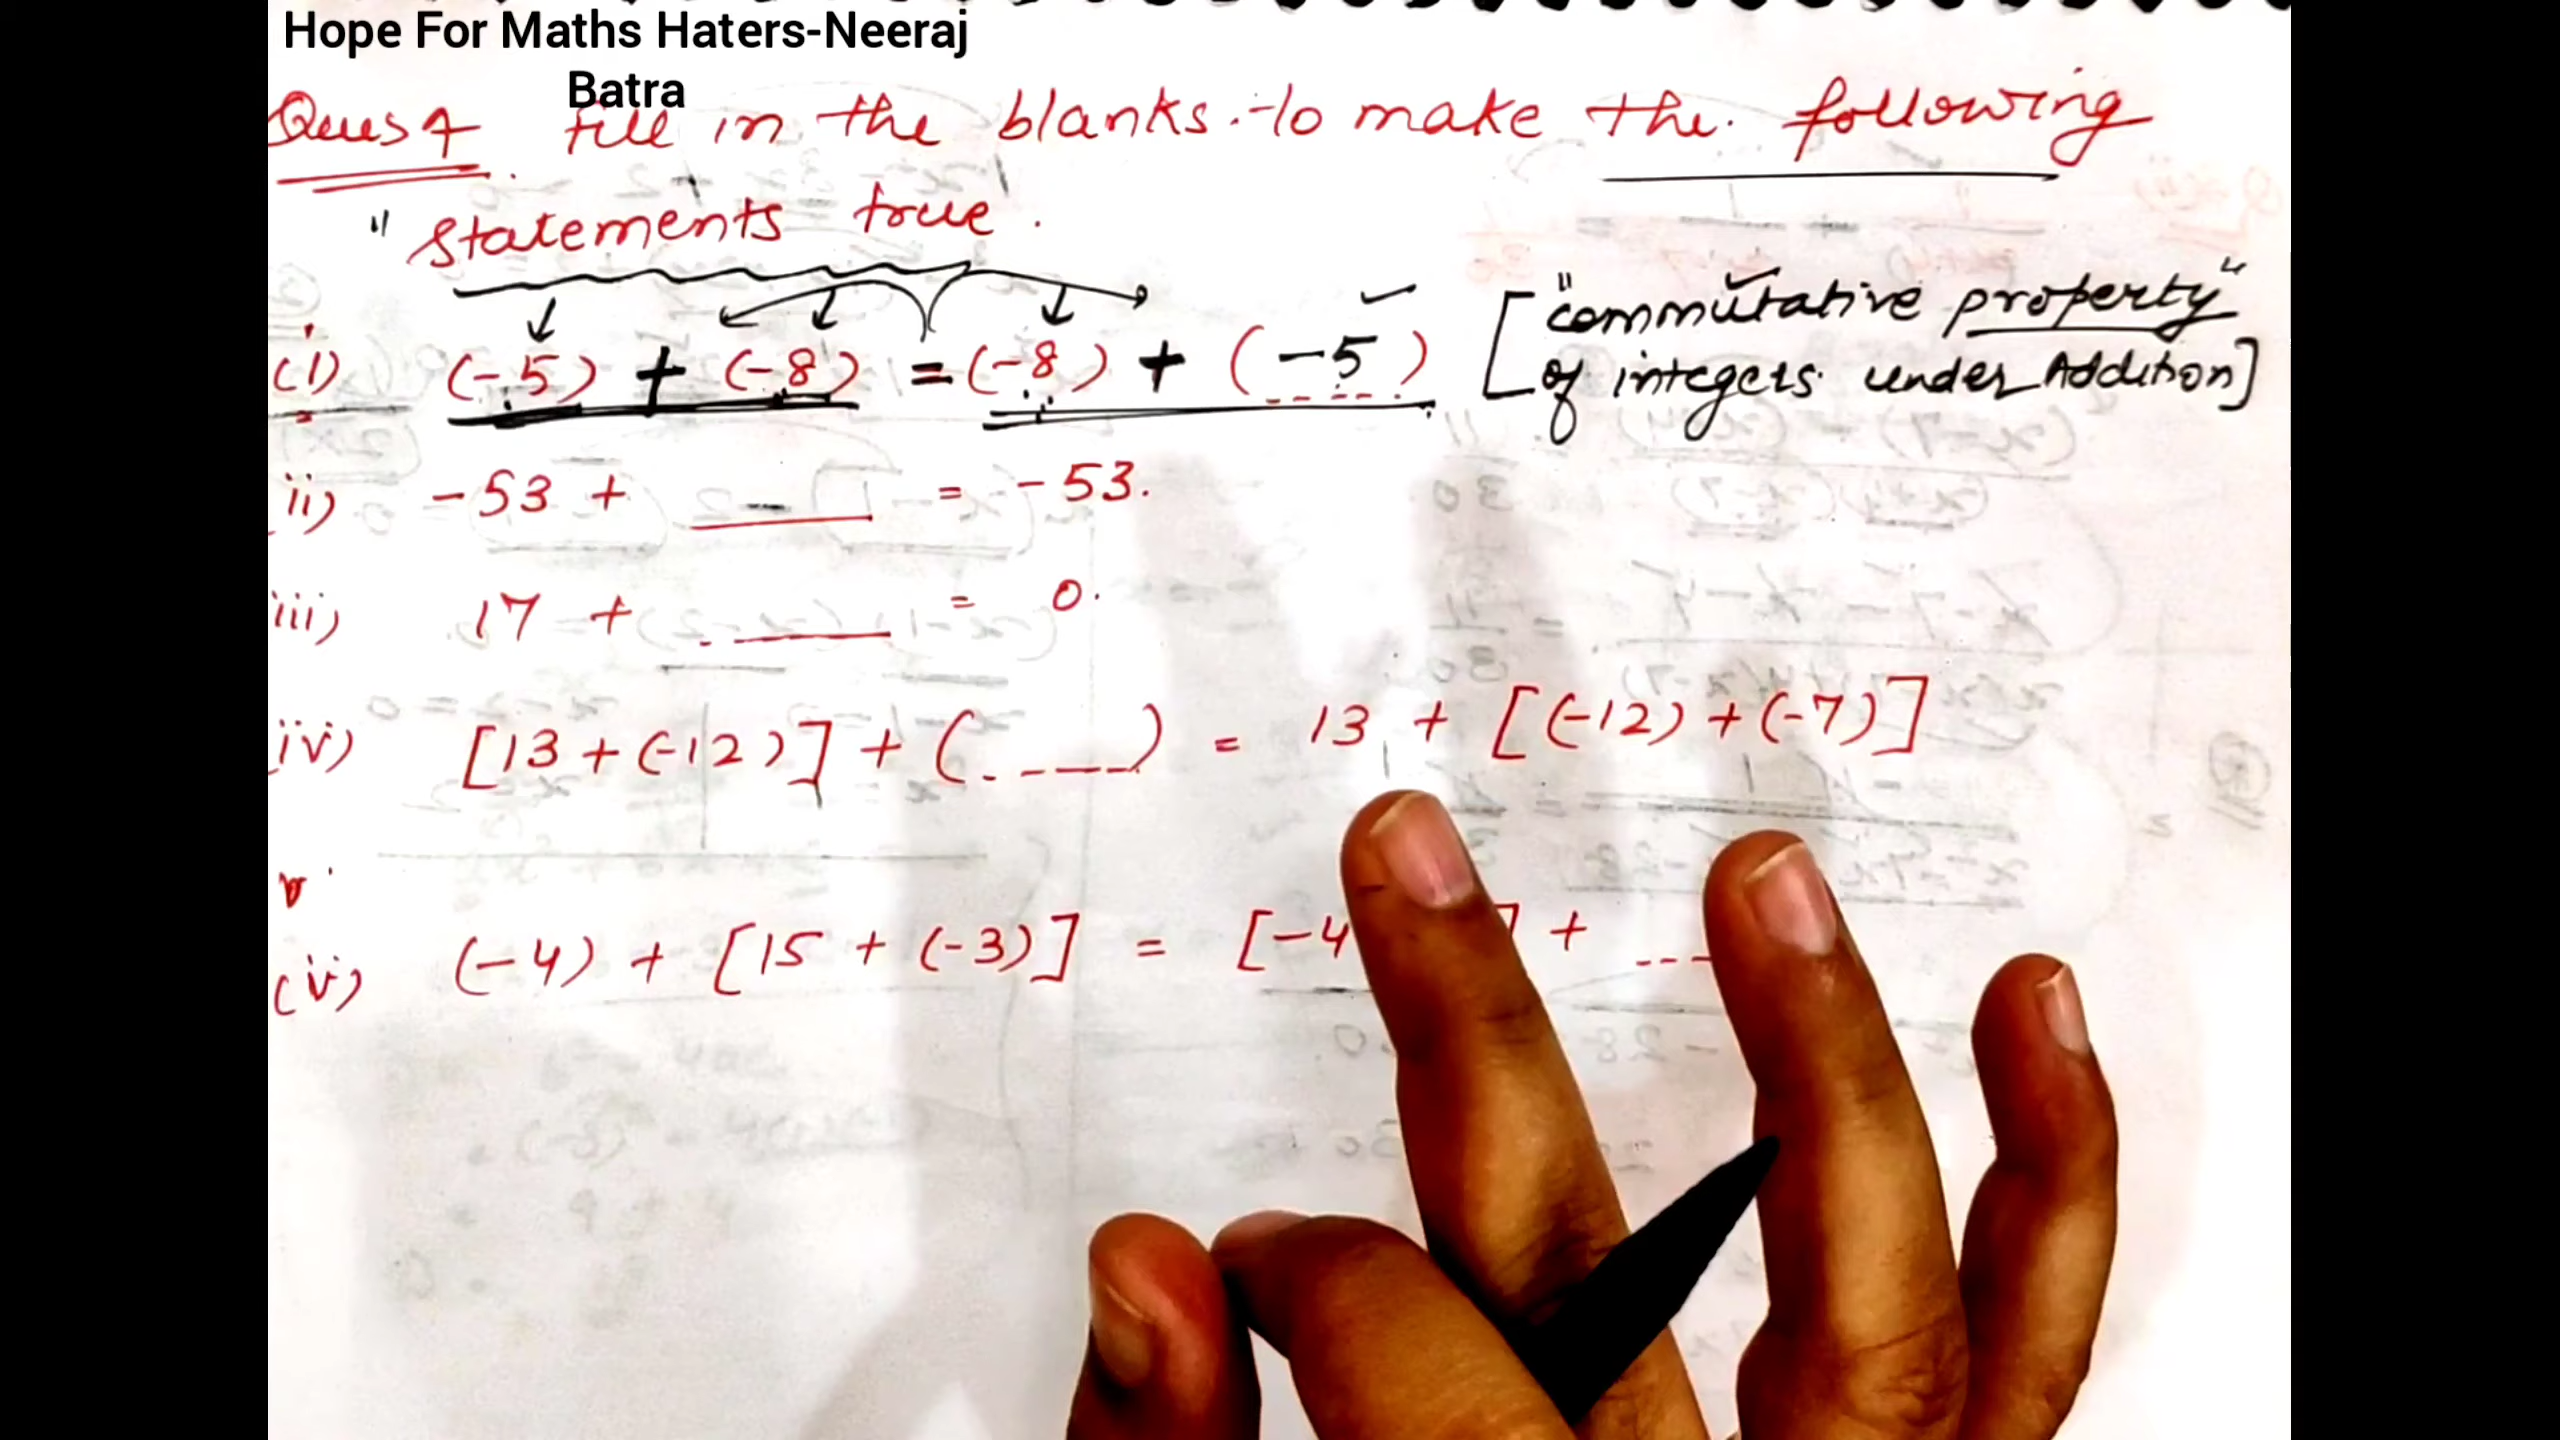 Hope For Maths Haters-Neeraj
Batra
Ques 4 fill in the blanks to make the following
" statements true.
(i) (-5) + (-8) = (-8) + (-5) ["commutative property"
of integers under Addition]
ii) -53 + ____ = -53.
iii) 17 + ____ = 0.
iv) [13 + (-12)] + (____) = 13 + [(-12) + (-7)]
v
(v) (-4) + [15 + (-3)] = [-4 ] + ---